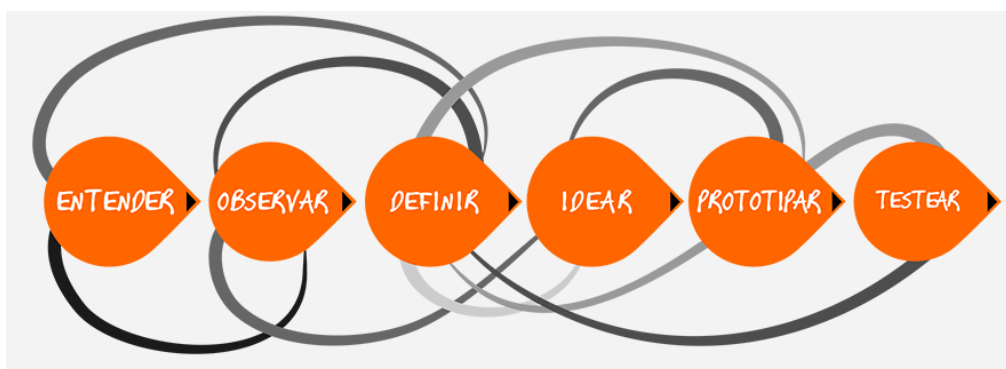 ENTENDER
OBSERVAR
DEFINIR
IDEAR
PROTOTIPAR
TESTEAR